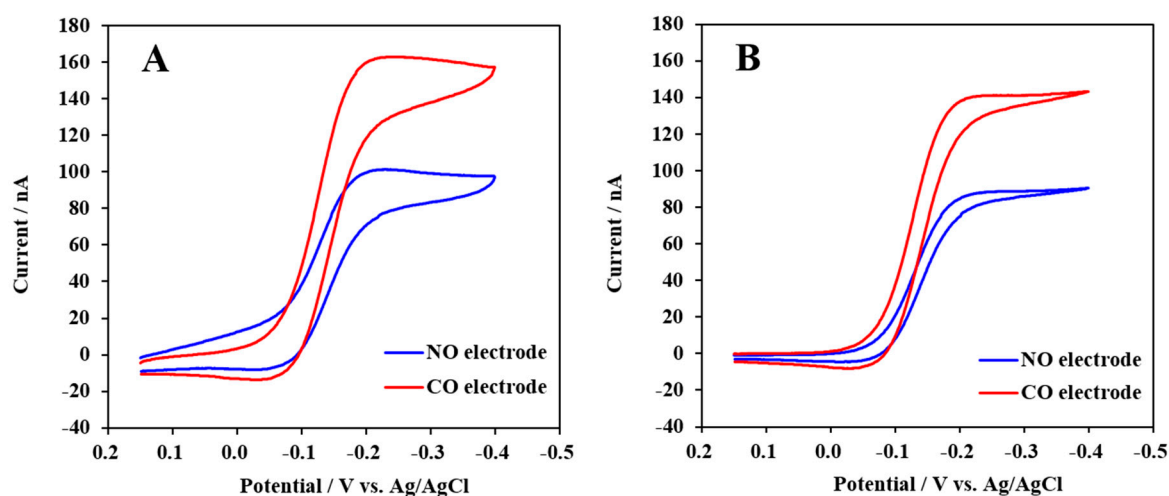 A
180
160
140
120
100
80
60
40
20
0
-20
-40
0.2 0.1 0.0 -0.1 -0.2 -0.3 -0.4 -0.5
Current / nA
Potential / V vs. Ag/AgCl
NO electrode
CO electrode
B
180
160
140
120
100
80
60
40
20
0
-20
-40
0.2 0.1 0.0 -0.1 -0.2 -0.3 -0.4 -0.5
Current / nA
Potential / V vs. Ag/AgCl
NO electrode
CO electrode